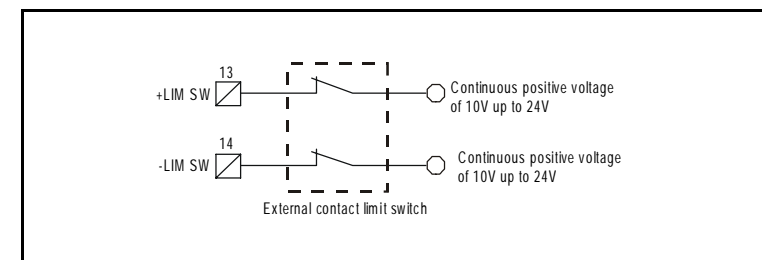 13
+LIM SW
Continuous positive voltage
of 10V up to 24V
14
-LIM SW
Continuous positive voltage
of 10V up to 24V
External contact limit switch